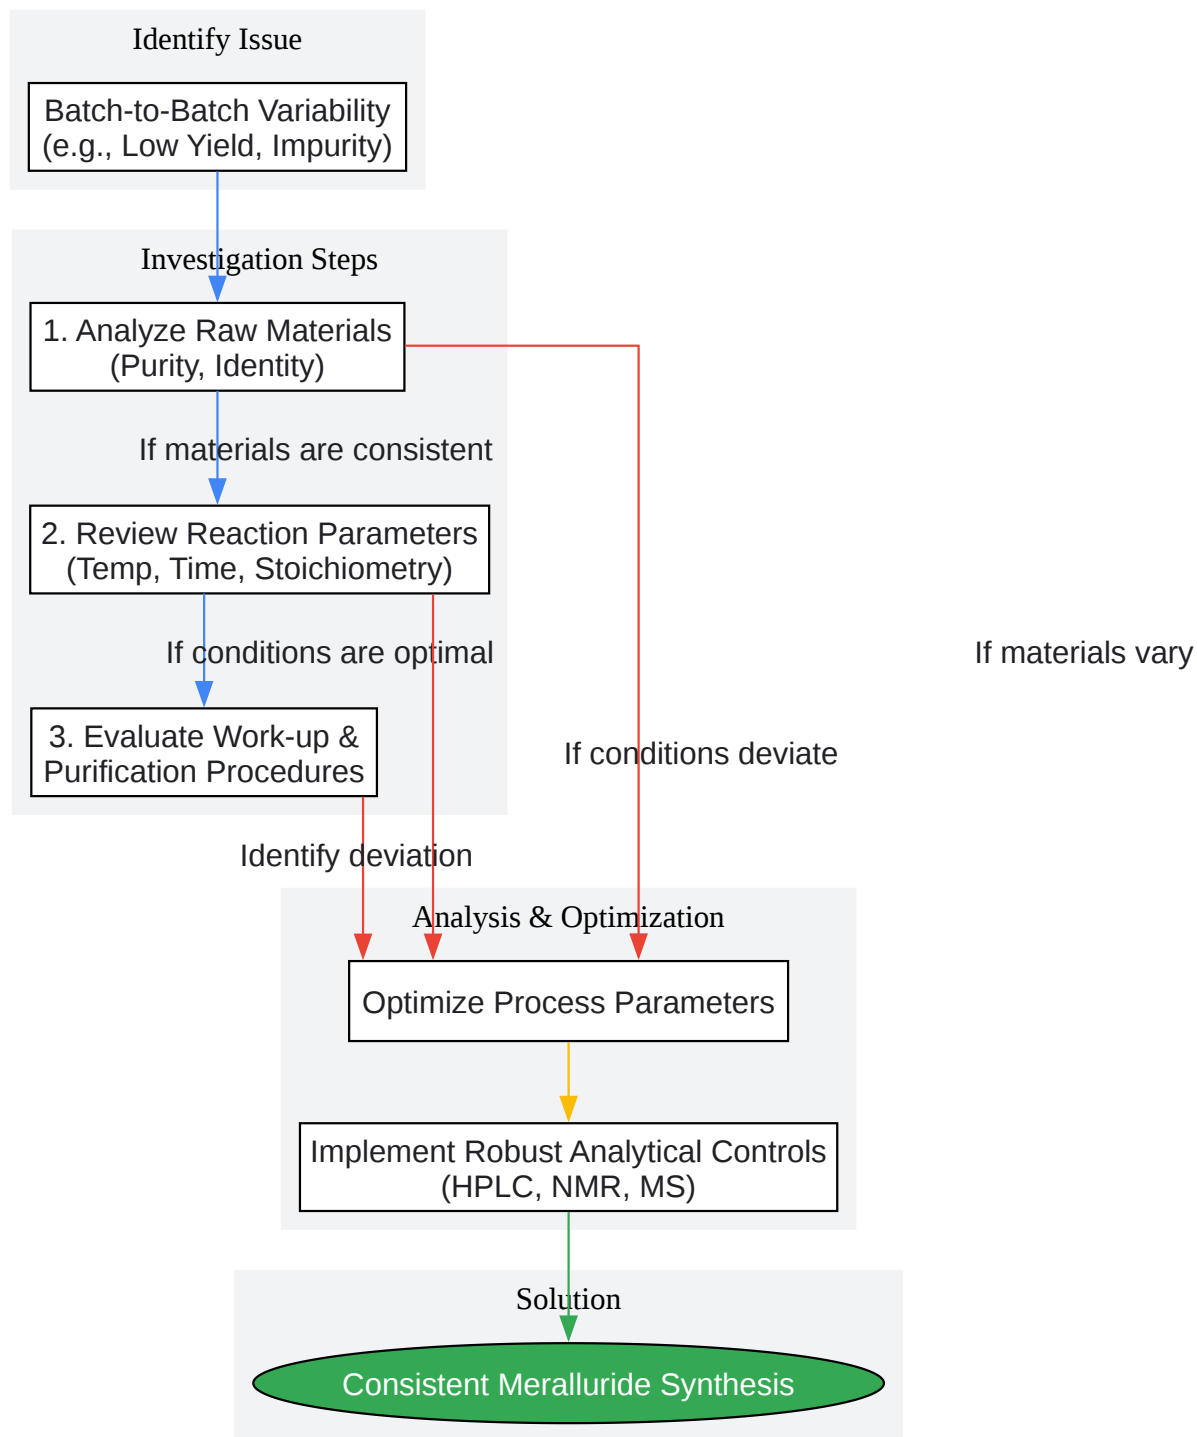 Identify Issue
Batch-to-Batch Variability
(e.g., Low Yield, Impurity)
Investigation Steps
1. Analyze Raw Materials
(Purity, Identity)
If materials are consistent
2. Review Reaction Parameters
(Temp, Time, Stoichiometry)
If conditions are optimal
If materials vary
3. Evaluate Work-up &
Purification Procedures
If conditions deviate
Identify deviation
Analysis & Optimization
Optimize Process Parameters
Implement Robust Analytical Controls
(HPLC, NMR, MS)
Solution
Consistent Meralluride Synthesis